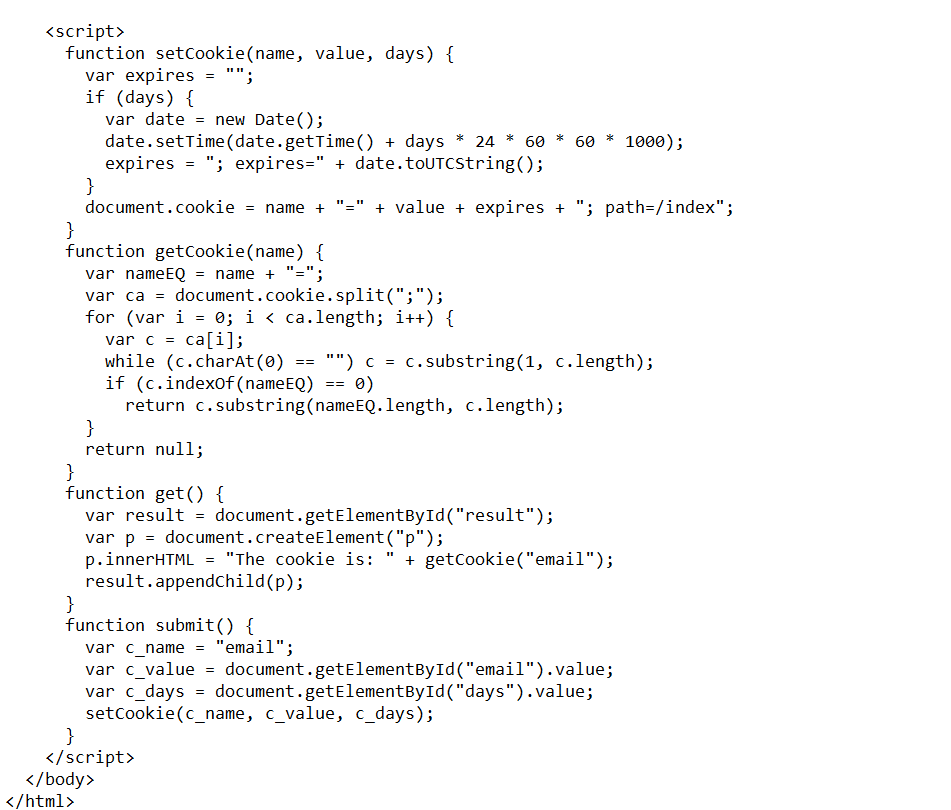 <script>
function setCookie(name, value, days) {
var expires = "";
if (days) {
var date = new Date();
date.setTime(date.getTime() + days * 24 * 60 * 60 * 1000);
expires = "; expires=" + date.toUTCString();
}
document.cookie = name + "=" + value + expires + "; path=/index";
}
function getCookie(name) {
var nameEQ = name + "=";
var ca = document.cookie.split(";");
for (var i = 0; i < ca.length; i++) {
var c = ca[i];
while (c.charAt(0) == "") c = c.substring(1, c.length);
if (c.indexOf(nameEQ) == 0)
return c.substring(nameEQ.length, c.length);
}
return null;
}
function get() {
var result = document.getElementById("result");
var p = document.createElement("p");
p.innerHTML = "The cookie is: " + getCookie("email");
result.appendChild(p);
}
function submit() {
var c_name = "email";
var c_value = document.getElementById("email").value;
var c_days = document.getElementById("days").value;
setCookie(c_name, c_value, c_days);
}
</script>
</body>
</html>